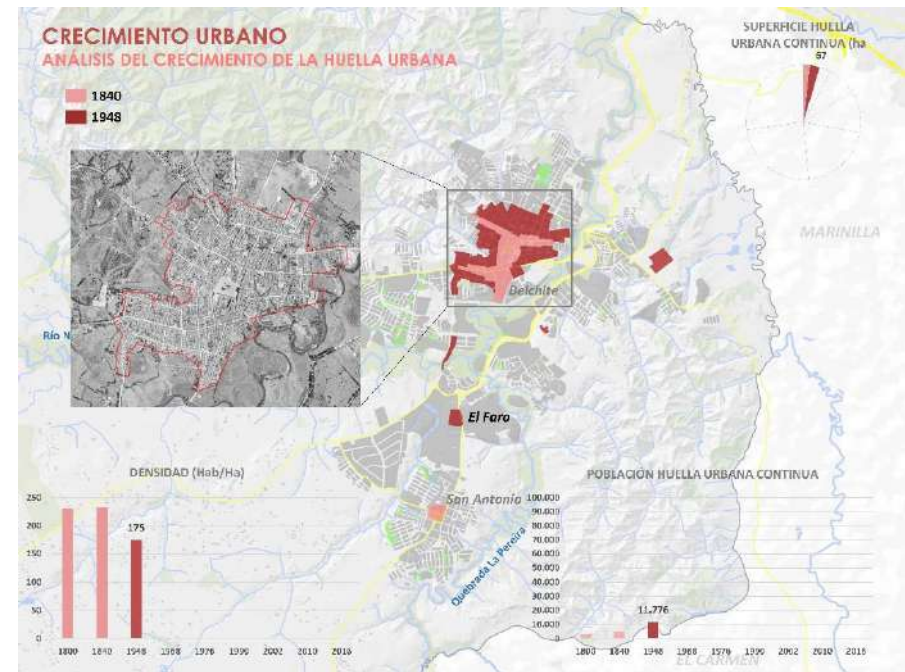 CRECIMIENTO URBANO
ANÁLISIS DEL CRECIMIENTO DE LA HUELLA URBANA
1840
1948
SUPERFICIE HUELLA
URBANA CONTINUA (ha
67
MARINILLA
Belchite
Río N
El Faro
San Antonio
Quebrada La Pereira
EL CARMEN
DENSIDAD (Hab/Ha)
250
200
150
100
50
0
175
1800 1840 1948 1968 1976 1990 2002 2010 2016
POBLACIÓN HUELLA URBANA CONTINUA
100.000
90.000
80.000
70.000
60.000
50.000
40.000
30.000
20.000
10.000
0
11.776
1800 1840 1948 1968 1976 1990 2002 2010 2016